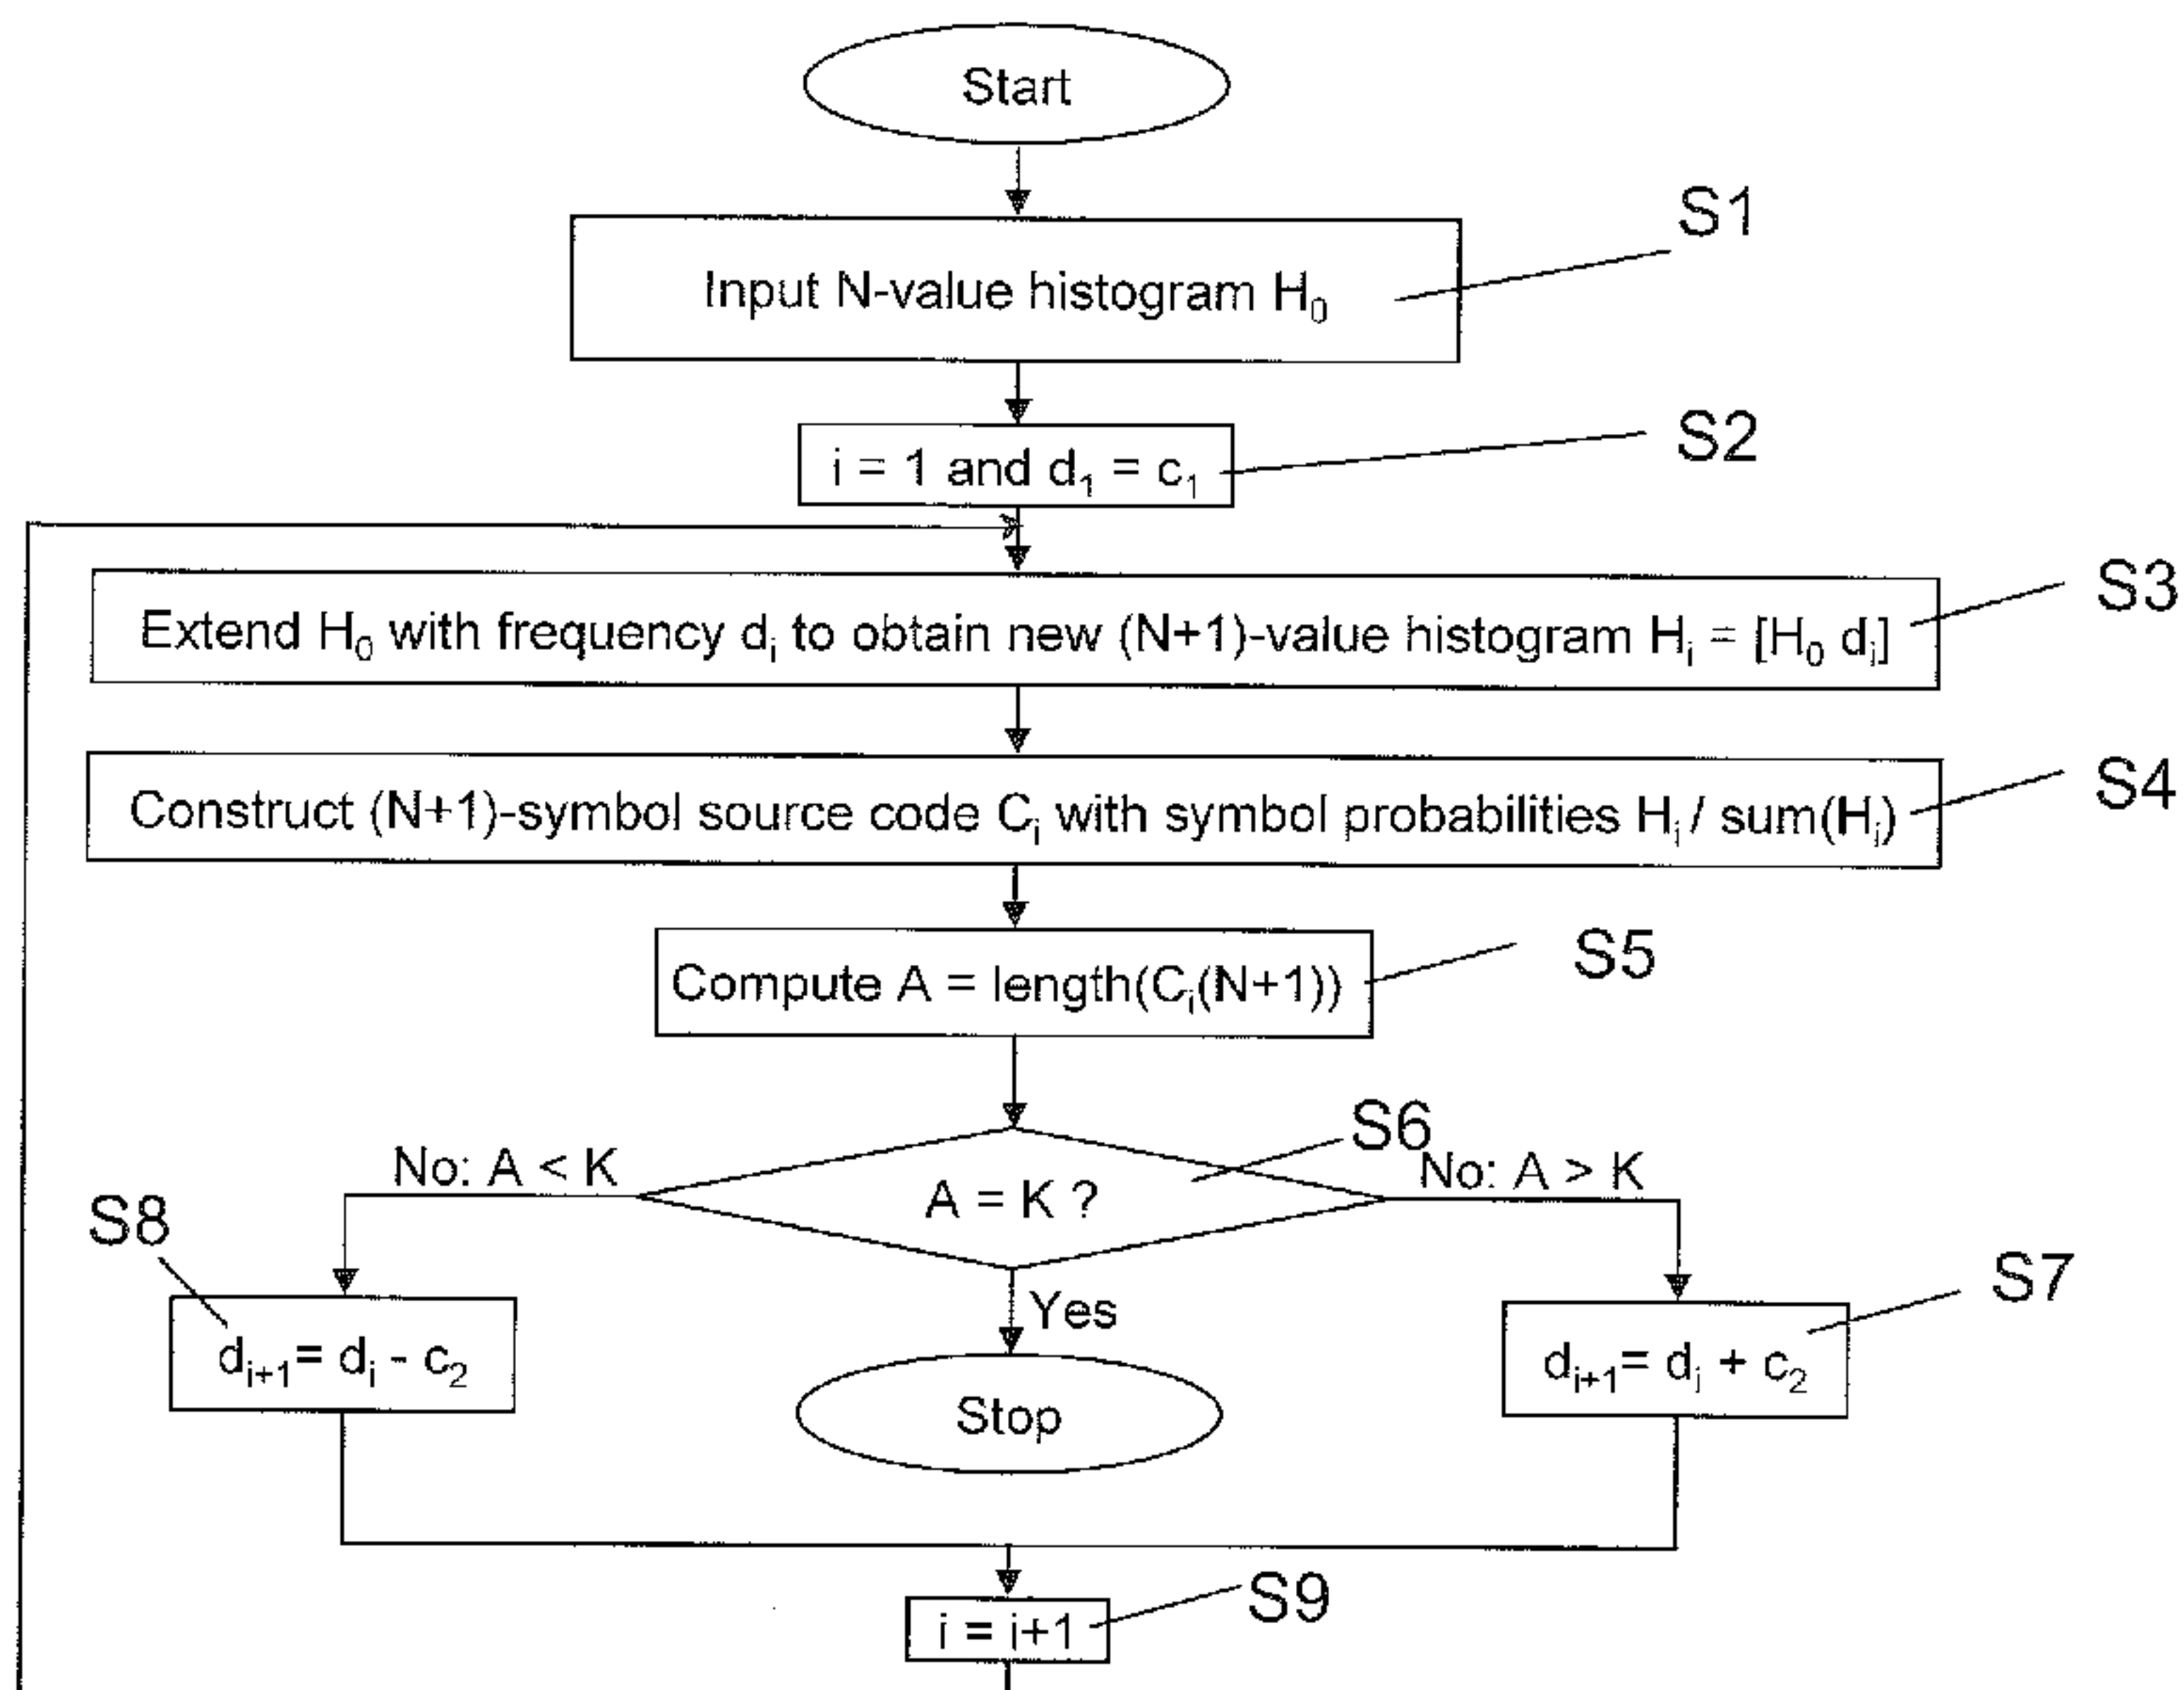 Start
S1
Input N-value histogram H₀
S2
i = 1 and d₁ = c₁
S3
Extend H₀ with frequency dᵢ to obtain new (N+1)-value histogram Hᵢ = [H₀ dᵢ]
S4
Construct (N+1)-symbol source code Cᵢ with symbol probabilities Hᵢ / sum(Hᵢ)
S5
Compute A = length(Cᵢ(N+1))
S6
No: A < K
No: A > K
A = K ?
S8
S7
Yes
dᵢ₊₁= dᵢ - c₂
dᵢ₊₁= dᵢ + c₂
Stop
S9
i = i+1